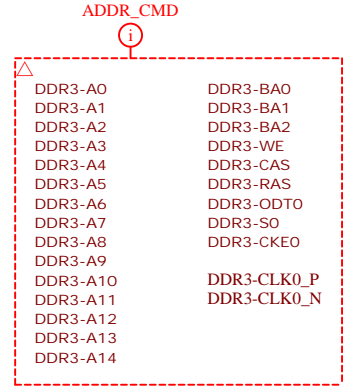 ADDR_CMD
i
DDR3-A0
DDR3-A1
DDR3-A2
DDR3-A3
DDR3-A4
DDR3-A5
DDR3-A6
DDR3-A7
DDR3-A8
DDR3-A9
DDR3-A10
DDR3-A11
DDR3-A12
DDR3-A13
DDR3-A14
DDR3-BA0
DDR3-BA1
DDR3-BA2
DDR3-WE
DDR3-CAS
DDR3-RAS
DDR3-ODT0
DDR3-S0
DDR3-CKE0
DDR3-CLK0_P
DDR3-CLK0_N